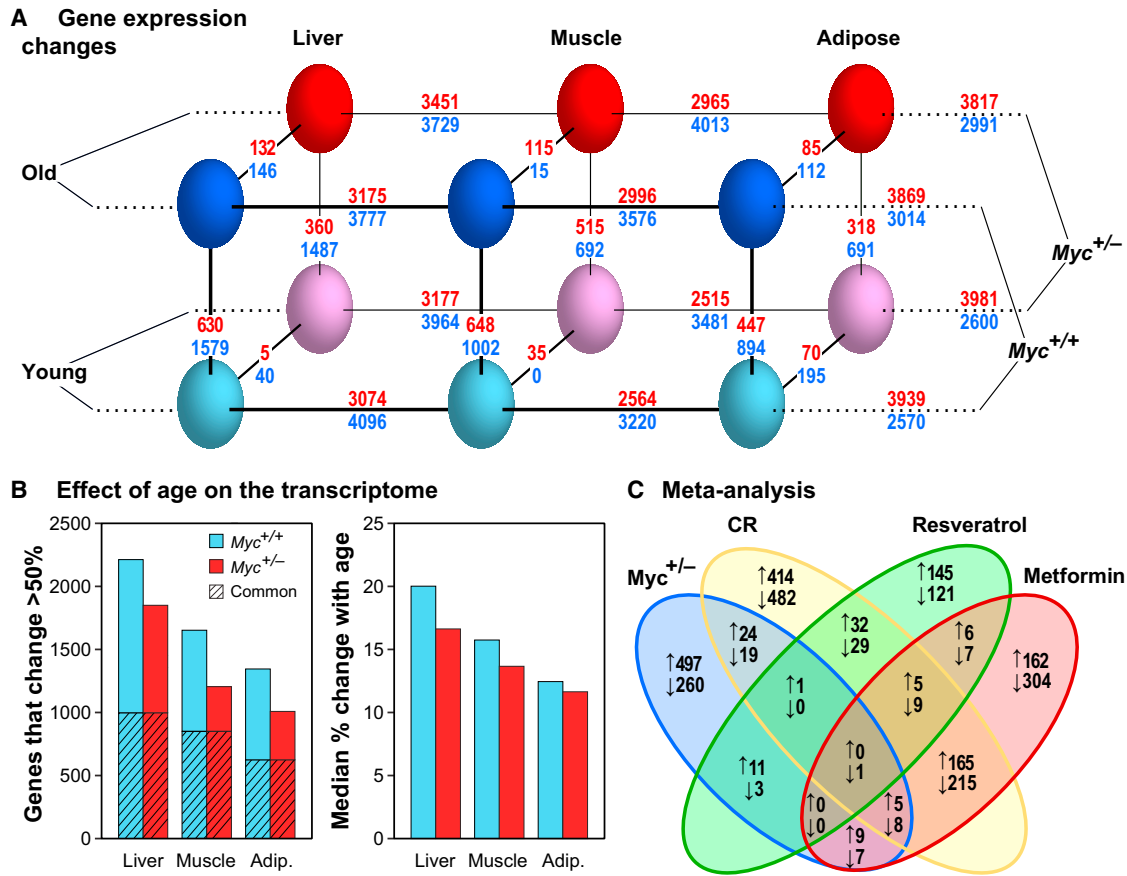 A Gene expression
changes
Liver Muscle Adipose
3451 2965 3817
3729 4013 2991
132 115 85
146 15 112
Old
3175 2996 3869
3777 3576 3014
360 515 318
1487 692 691
Myc+/–
3177 2515 3981
3964 3481 2600
630 648 447
1579 1002 894
5 35 70
40 0 195
Myc+/+
Young
3074 2564 3939
4096 3220 2570
B Effect of age on the transcriptome
Genes that change >50%
2500
2000
1500
1000
500
0
Myc+/+
Myc+/–
Common
Liver Muscle Adip.
Median % change with age
25
20
15
10
5
0
Liver Muscle Adip.
C Meta-analysis
CR Resveratrol
Myc+/– Metformin
↑414
↓482
↑145
↓121
↑24
↓19
↑32
↓29
↑6
↓7
↑497
↓260
↑162
↓304
↑1
↓0
↑5
↓9
↑0
↓1
↑11
↓3
↑165
↓215
↑0
↓0
↑5
↓8
↑9
↓7